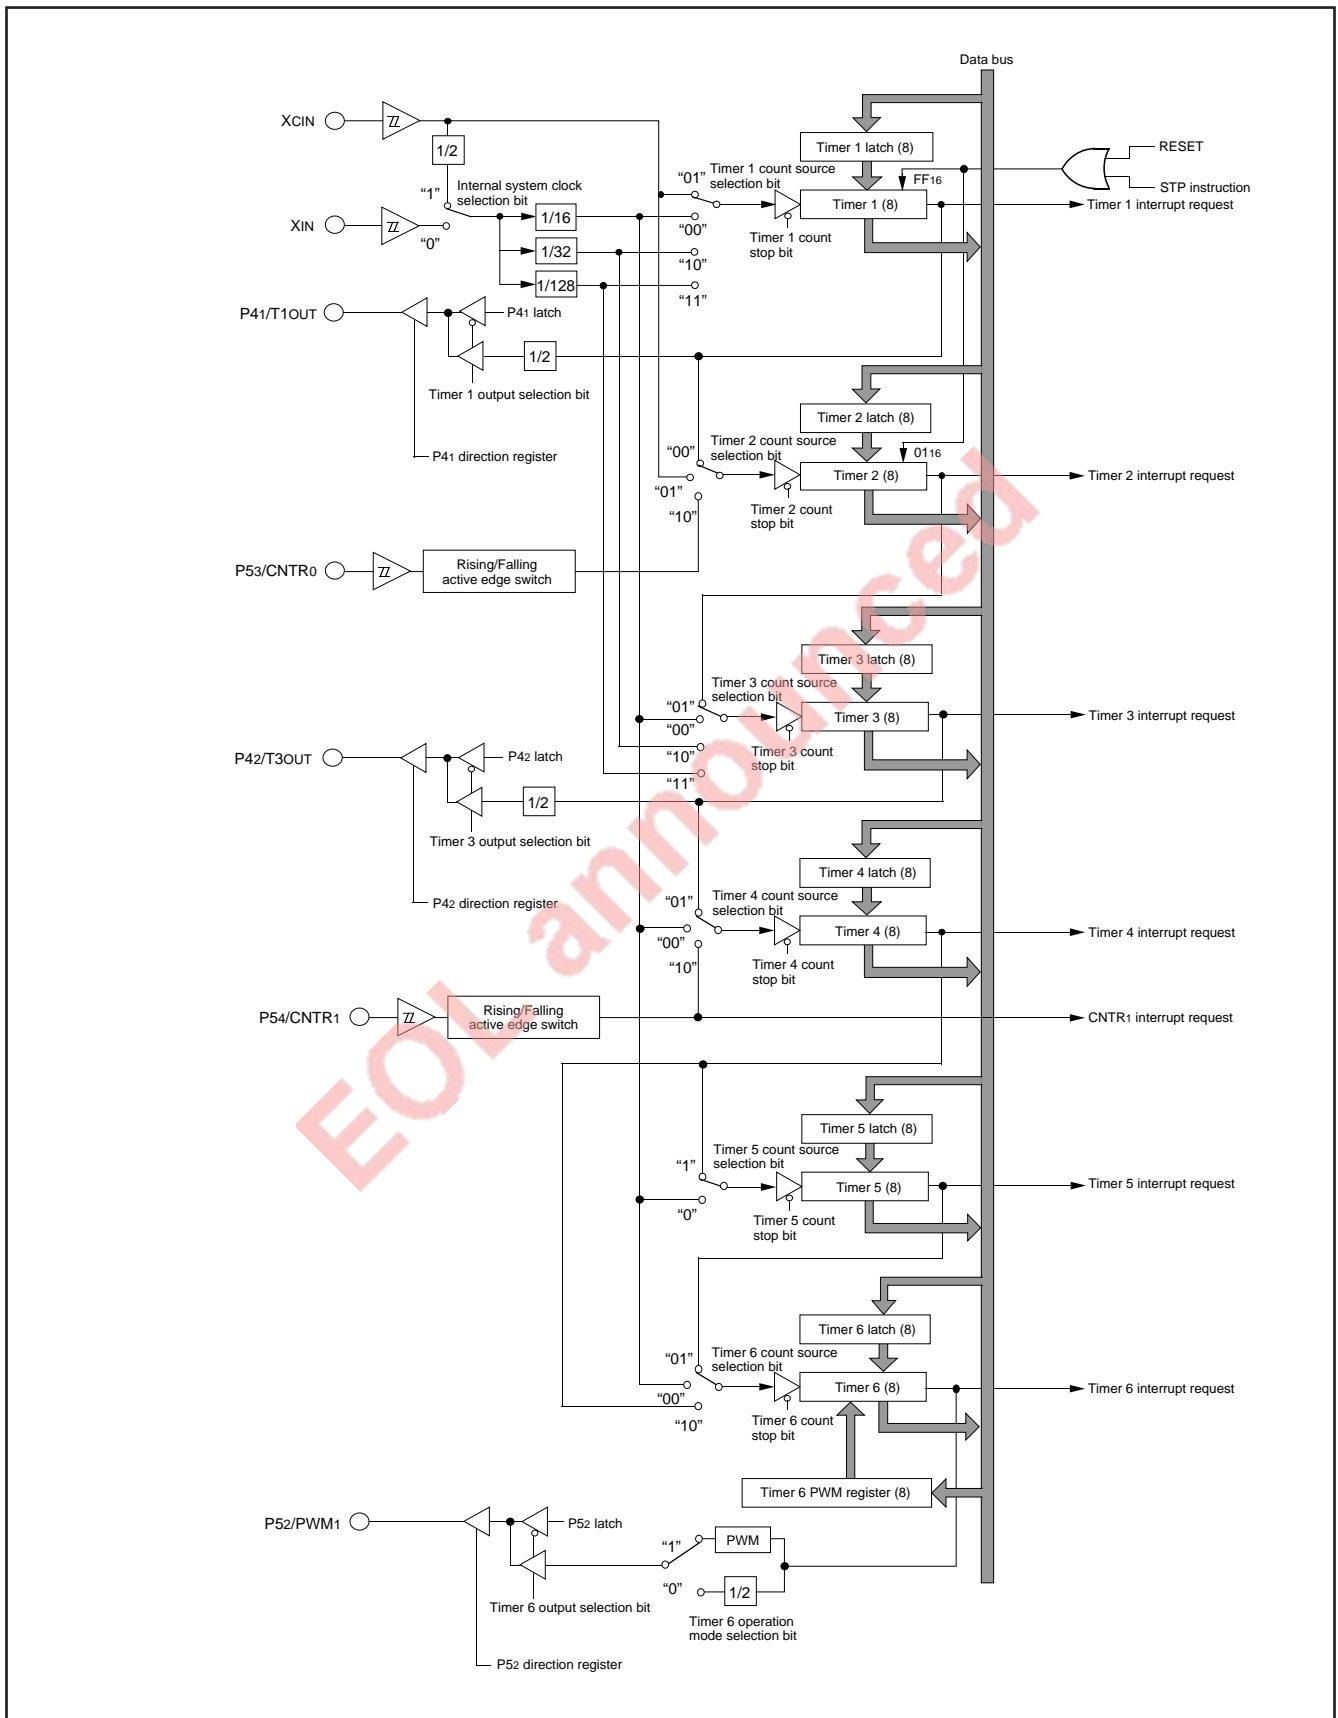 Data bus
XCIN
1/2
Timer 1 latch (8)
RESET
STP instruction
“01”
Timer 1 count source
selection bit
FF16
“1”
Internal system clock
selection bit
1/16
Timer 1 (8)
Timer 1 interrupt request
XIN
“0”
“00”
Timer 1 count
stop bit
1/32
“10”
1/128
“11”
P41/T1OUT
P41 latch
1/2
Timer 1 output selection bit
P41 direction register
Timer 2 latch (8)
“00”
Timer 2 count source
selection bit
0116
Timer 2 (8)
Timer 2 interrupt request
“01”
“10”
Timer 2 count
stop bit
P53/CNTR0
Rising/Falling
active edge switch
Timer 3 latch (8)
Timer 3 count source
selection bit
“01”
Timer 3 (8)
Timer 3 interrupt request
“00”
Timer 3 count
stop bit
“10”
“11”
P42/T3OUT
P42 latch
1/2
Timer 3 output selection bit
P42 direction register
Timer 4 latch (8)
“01”
Timer 4 count source
selection bit
Timer 4 (8)
Timer 4 interrupt request
“00”
“10”
Timer 4 count
stop bit
P54/CNTR1
Rising/Falling
active edge switch
CNTR1 interrupt request
Timer 5 latch (8)
“1”
Timer 5 count source
selection bit
Timer 5 (8)
Timer 5 interrupt request
“0”
Timer 5 count
stop bit
Timer 6 latch (8)
“01”
Timer 6 count source
selection bit
Timer 6 (8)
Timer 6 interrupt request
“00”
“10”
Timer 6 count
stop bit
Timer 6 PWM register (8)
P52/PWM1
P52 latch
“1”
PWM
“0”
1/2
Timer 6 output selection bit
Timer 6 operation
mode selection bit
P52 direction register
EOL announced